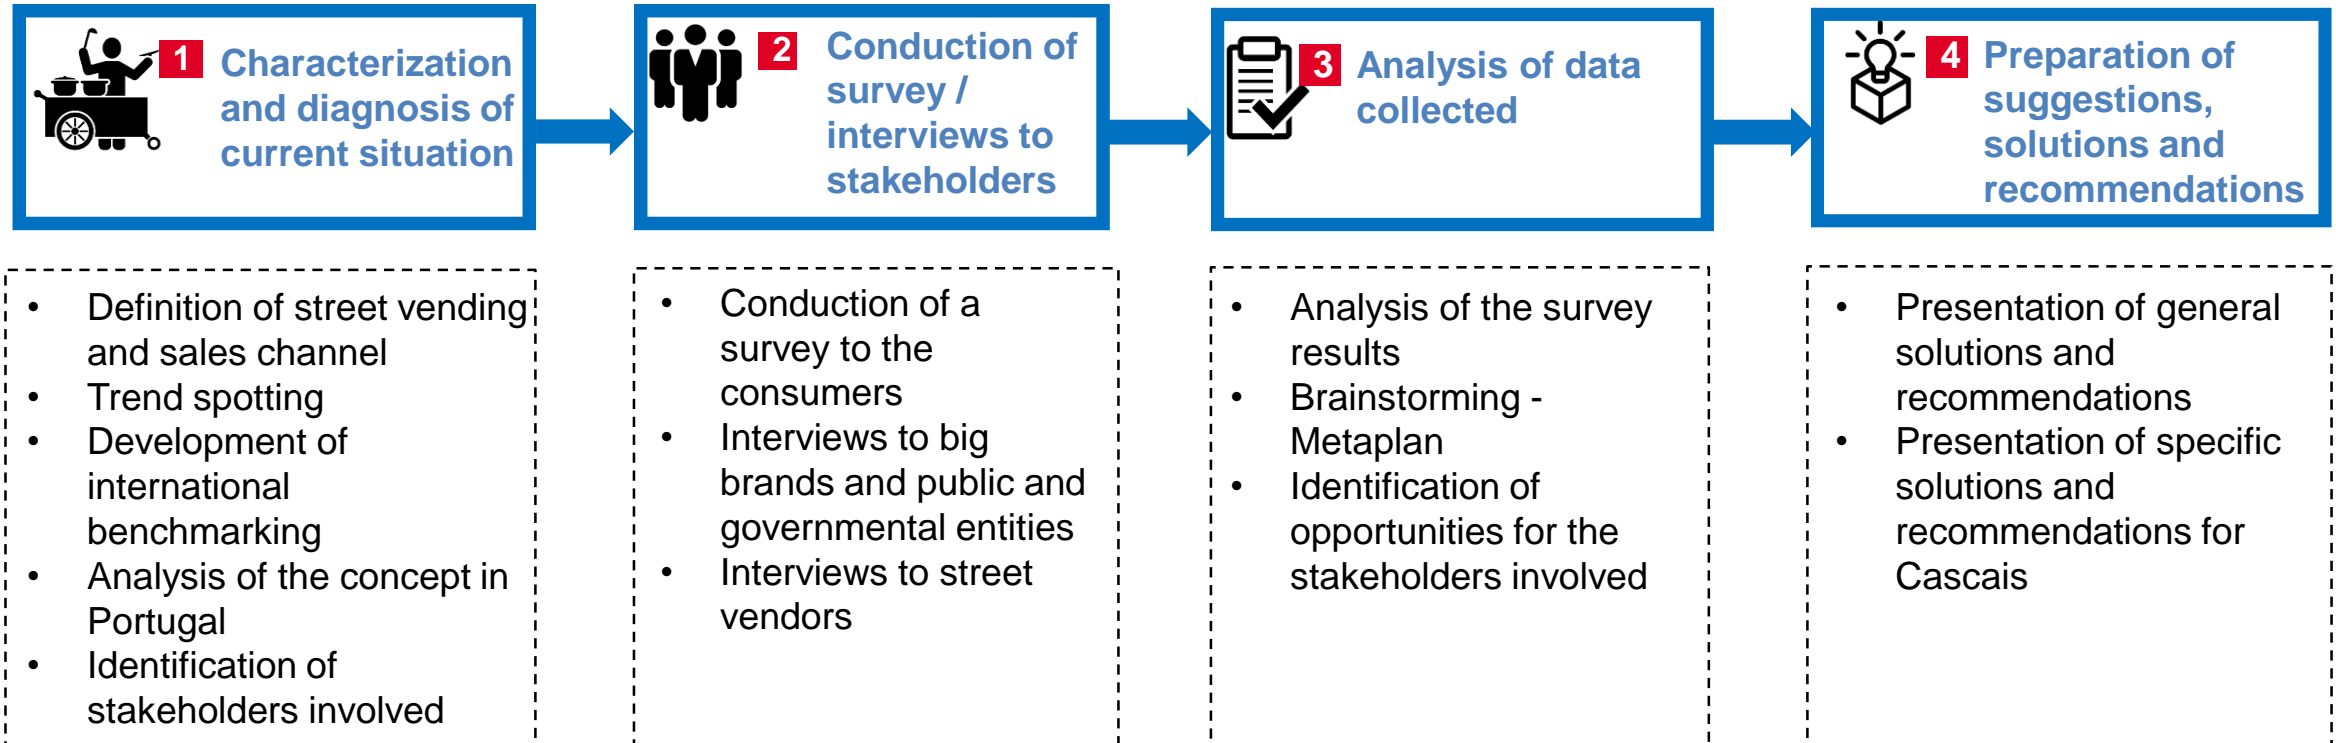 1 Characterization
and diagnosis of
current situation
2 Conduction of
survey /
interviews to
stakeholders
3 Analysis of data
collected
4 Preparation of
suggestions,
solutions and
recommendations
• Definition of street vending
and sales channel
• Trend spotting
• Development of
international
benchmarking
• Analysis of the concept in
Portugal
• Identification of
stakeholders involved
• Conduction of a
survey to the
consumers
• Interviews to big
brands and public and
governmental entities
• Interviews to street
vendors
• Analysis of the survey
results
• Brainstorming -
Metaplan
• Identification of
opportunities for the
stakeholders involved
• Presentation of general
solutions and
recommendations
• Presentation of specific
solutions and
recommendations for
Cascais